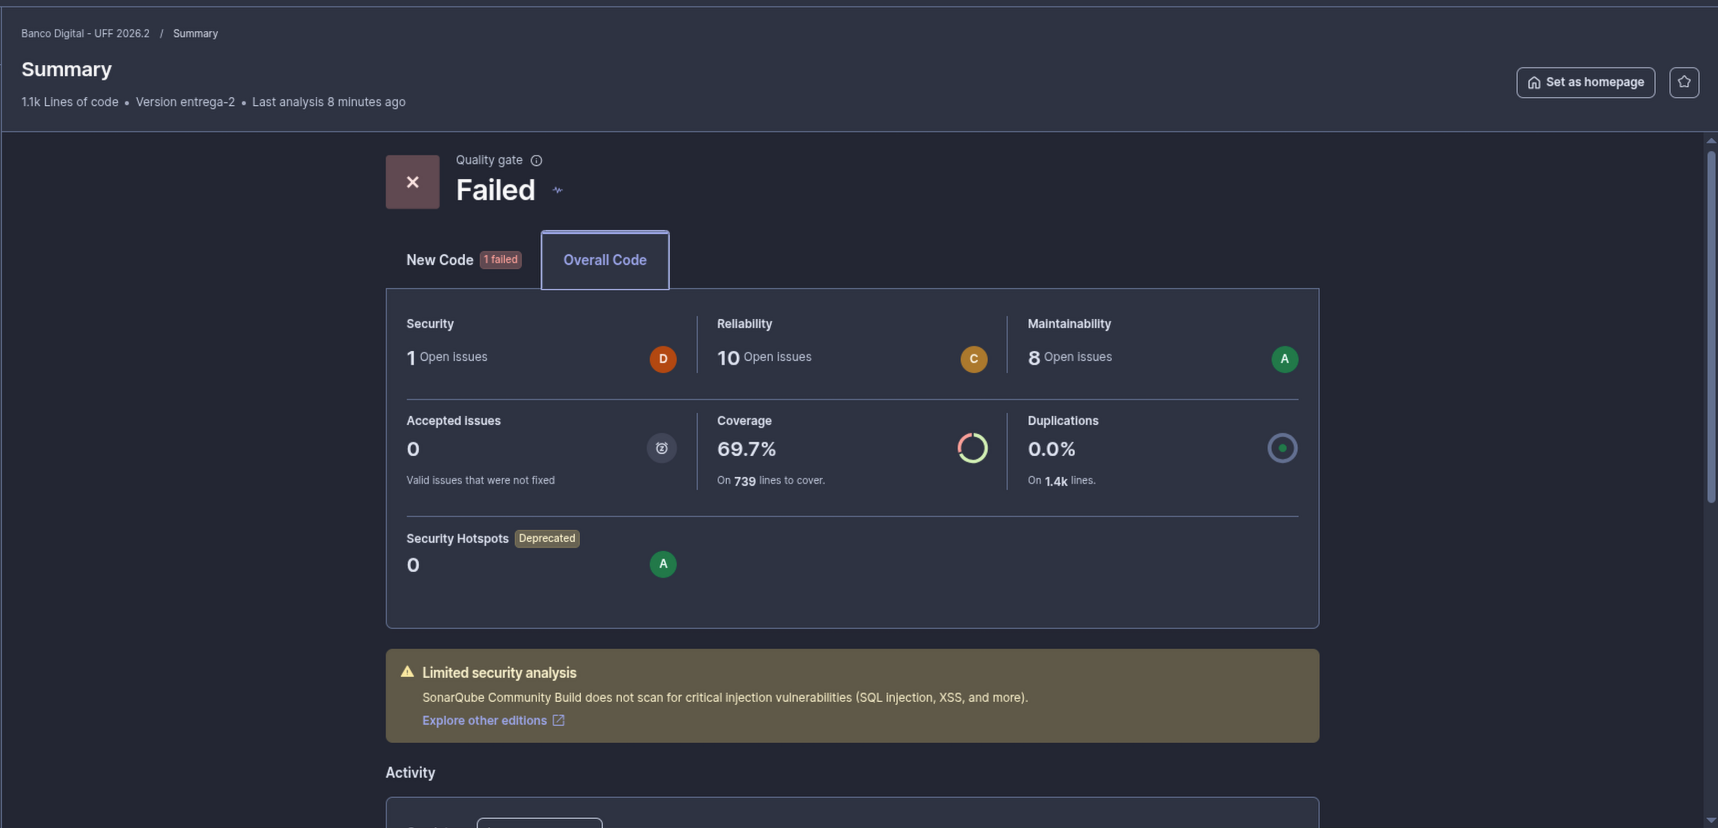 Banco Digital - UFF 2026.2 / Summary
Summary
1.1k Lines of code • Version entrega-2 • Last analysis 8 minutes ago
Set as homepage
Quality gate
Failed
New Code 1 failed
Overall Code
Security
1 Open issues
D
Reliability
10 Open issues
C
Maintainability
8 Open issues
A
Accepted issues
0
Valid issues that were not fixed
Coverage
69.7%
On 739 lines to cover.
Duplications
0.0%
On 1.4k lines.
Security Hotspots Deprecated
0
A
Limited security analysis
SonarQube Community Build does not scan for critical injection vulnerabilities (SQL injection, XSS, and more).
Explore other editions
Activity